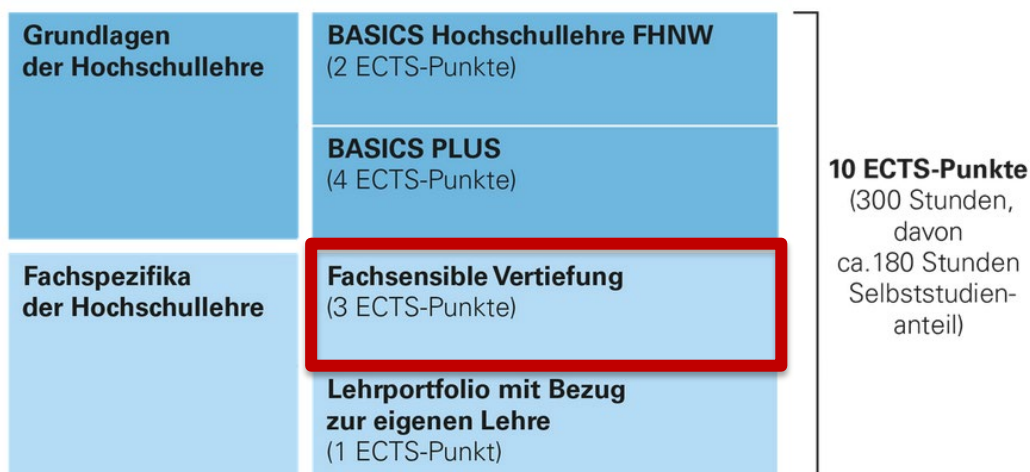 Grundlagen
der Hochschullehre
BASICS Hochschullehre FHNW
(2 ECTS-Punkte)
BASICS PLUS
(4 ECTS-Punkte)
Fachspezifika
der Hochschullehre
Fachsensible Vertiefung
(3 ECTS-Punkte)
Lehrportfolio mit Bezug
zur eigenen Lehre
(1 ECTS-Punkt)
10 ECTS-Punkte
(300 Stunden,
davon
ca.180 Stunden
Selbststudien-
anteil)